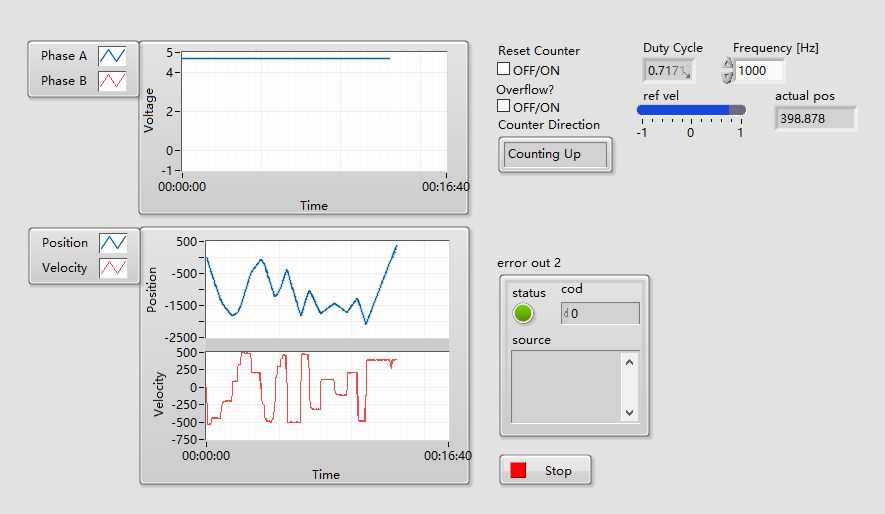 Phase A
Phase B
Voltage
5
4
2
0
-1
00:00:00
00:16:40
Time
Reset Counter
OFF/ON
Overflow?
OFF/ON
Counter Direction
Counting Up
Duty Cycle
0.7171
Frequency [Hz]
1000
ref vel
-1
0
1
actual pos
398.878
Position
Velocity
Position
500
-500
-1500
-2500
Velocity
500
250
0
-250
-500
-750
00:00:00
00:16:40
Time
error out 2
status
cod
d 0
source
Stop